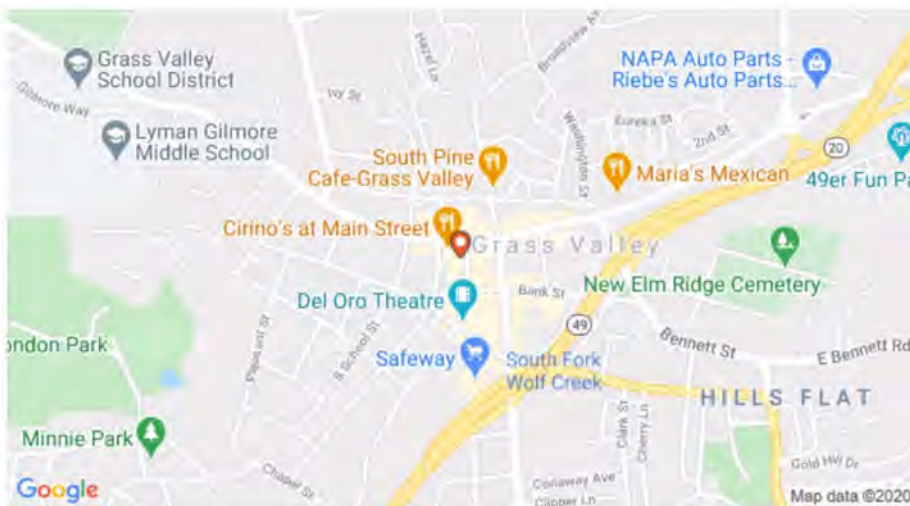 Hazel Ln
Broadview Av
Grass Valley
School District
NAPA Auto Parts -
Riebe's Auto Parts...
Gilmore Way
Ivy St
Washington St
Eureka St
2nd St
Lyman Gilmore
Middle School
20
South Pine
Cafe-Grass Valley
Maria's Mexican
49er Fun Pa
Cirino's at Main Street
Grass Valley
New Elm Ridge Cemetery
Del Oro Theatre
Bank St
49
ondon Park
Pleasant St
S School St
Safeway
South Fork
Wolf Creek
Bennett St
E Bennett Rd
HILLS FLAT
Minnie Park
Clark St
Cherry Ln
Chapel St
Gold Hill Dr
Conaway Ave
Clipper Ln
Google
Map data ©2020